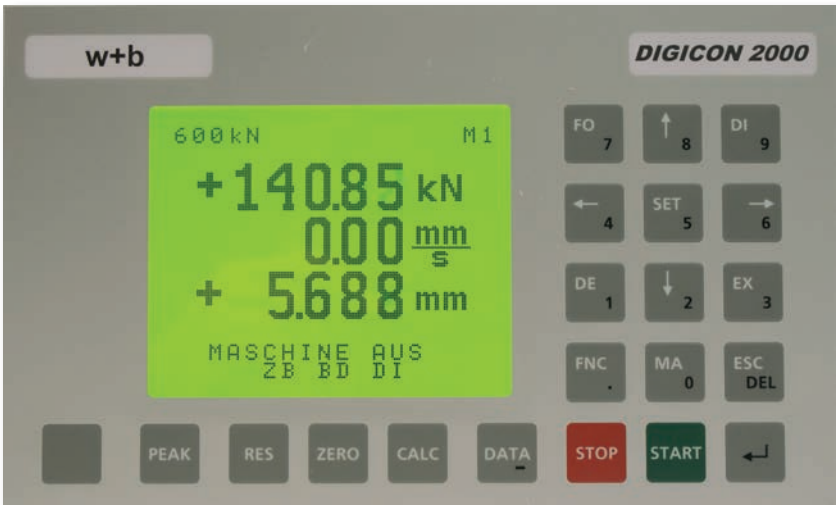 w+b
DIGICON 2000
600kN M1
+140.85 kN
0.00 mm/s
+ 5.688 mm
MASCHINE AUS
ZB BD DI
FO 7 ↑ 8 DI 9
← 4 SET 5 → 6
DE 1 ↓ 2 EX 3
FNC . MA 0 ESC DEL
PEAK RES ZERO CALC DATA - STOP START ↵